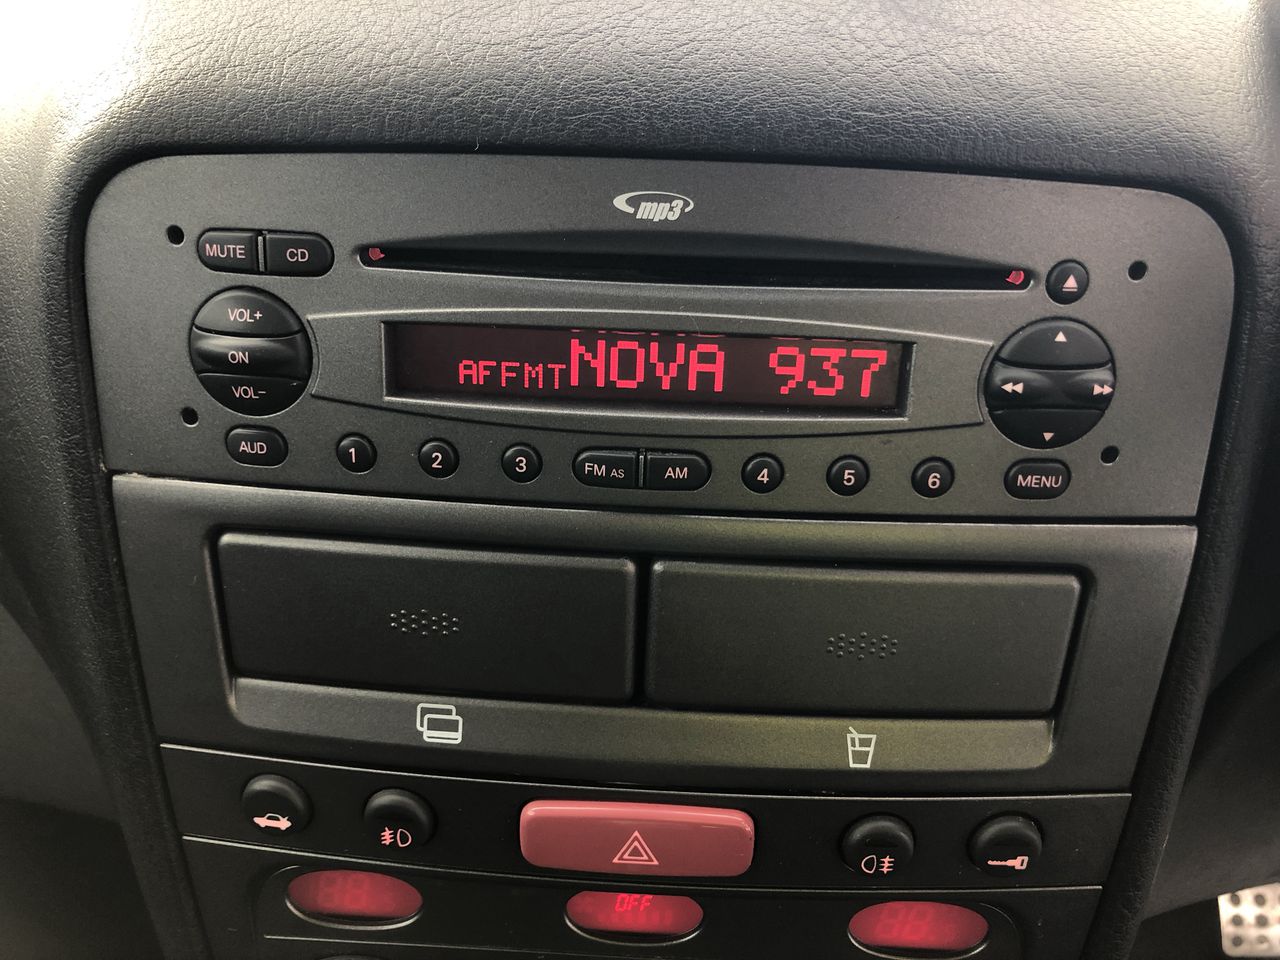 mp3
MUTE CD
VOL+
ON
VOL-
AFFMT NOVA 937
AUD 1 2 3 FM AS AM 4 5 6 MENU
OFF